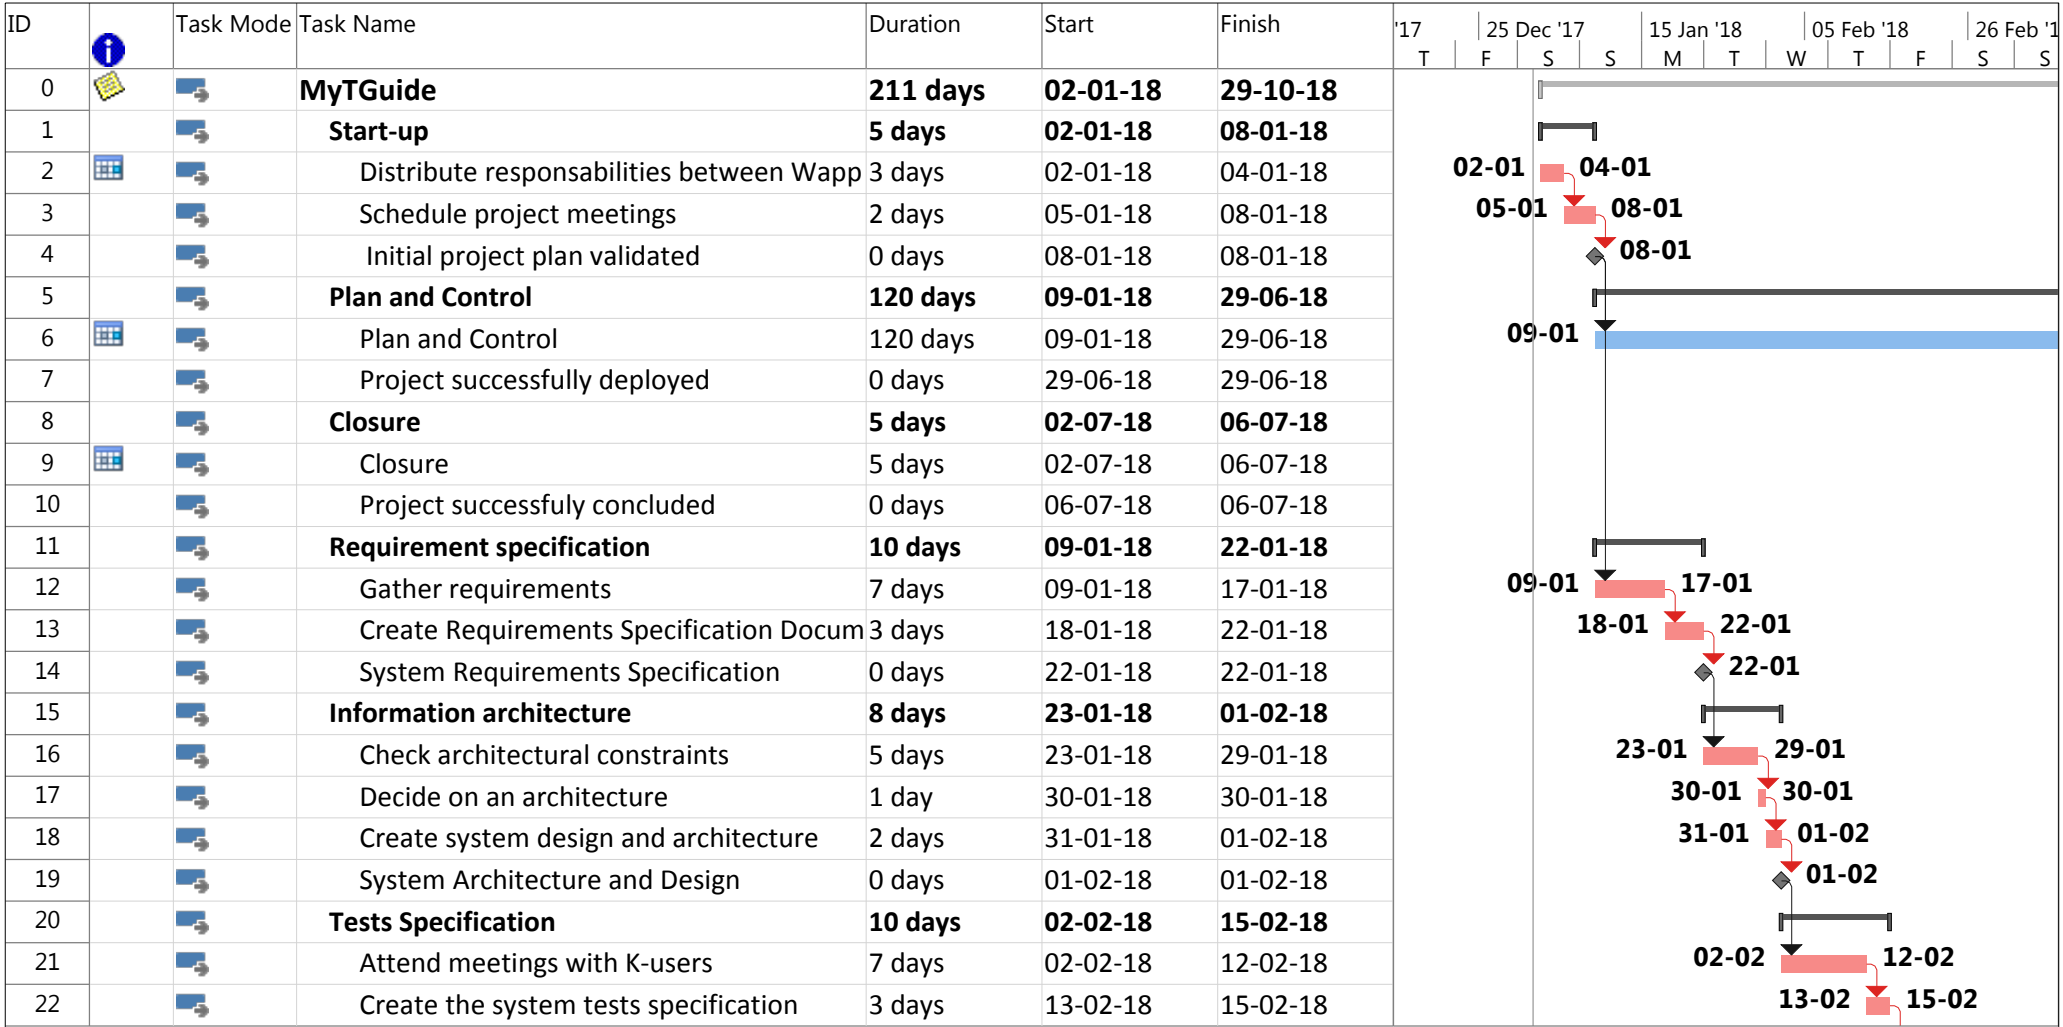 ID Task Mode Task Name Duration Start Finish '17 25 Dec '17 15 Jan '18 05 Feb '18 26 Feb '1
T F S S M T W T F S S
0 MyTGuide 211 days 02-01-18 29-10-18
1 Start-up 5 days 02-01-18 08-01-18
2 Distribute responsabilities between Wapp 3 days 02-01-18 04-01-18 02-01 04-01
3 Schedule project meetings 2 days 05-01-18 08-01-18 05-01 08-01
4 Initial project plan validated 0 days 08-01-18 08-01-18 08-01
5 Plan and Control 120 days 09-01-18 29-06-18
6 Plan and Control 120 days 09-01-18 29-06-18 09-01
7 Project successfully deployed 0 days 29-06-18 29-06-18
8 Closure 5 days 02-07-18 06-07-18
9 Closure 5 days 02-07-18 06-07-18
10 Project successfuly concluded 0 days 06-07-18 06-07-18
11 Requirement specification 10 days 09-01-18 22-01-18
12 Gather requirements 7 days 09-01-18 17-01-18 09-01 17-01
13 Create Requirements Specification Docum 3 days 18-01-18 22-01-18 18-01 22-01
14 System Requirements Specification 0 days 22-01-18 22-01-18 22-01
15 Information architecture 8 days 23-01-18 01-02-18
16 Check architectural constraints 5 days 23-01-18 29-01-18 23-01 29-01
17 Decide on an architecture 1 day 30-01-18 30-01-18 30-01 30-01
18 Create system design and architecture 2 days 31-01-18 01-02-18 31-01 01-02
19 System Architecture and Design 0 days 01-02-18 01-02-18 01-02
20 Tests Specification 10 days 02-02-18 15-02-18
21 Attend meetings with K-users 7 days 02-02-18 12-02-18 02-02 12-02
22 Create the system tests specification 3 days 13-02-18 15-02-18 13-02 15-02